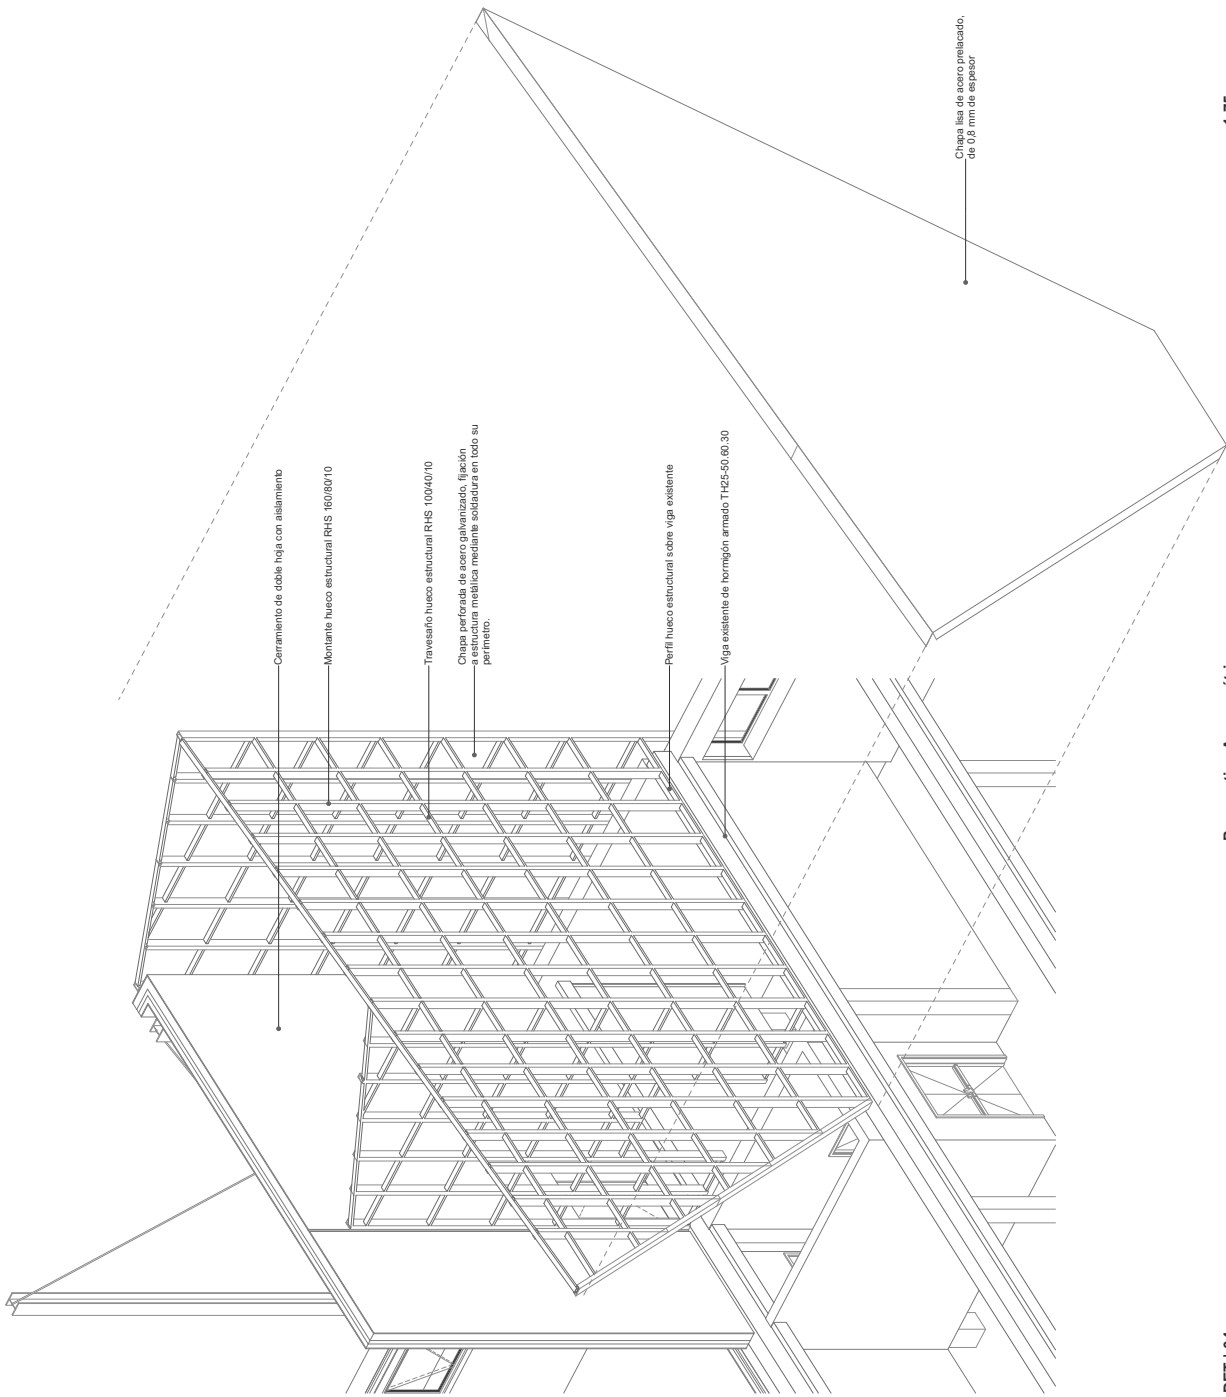 Cerramiento de doble hoja con aislamiento
Montante hueco estructural RHS 160/80/10
Travesaño hueco estructural RHS 100/40/10
Chapa perforada de acero galvanizado, fijación
a estructura metálica mediante soldadura en todo su
perímetro.
Perfil hueco estructural sobre viga existente
Viga existente de hormigón armado TH25-50.60.30
Chapa lisa de acero prelacado,
de 0,8 mm de espesor